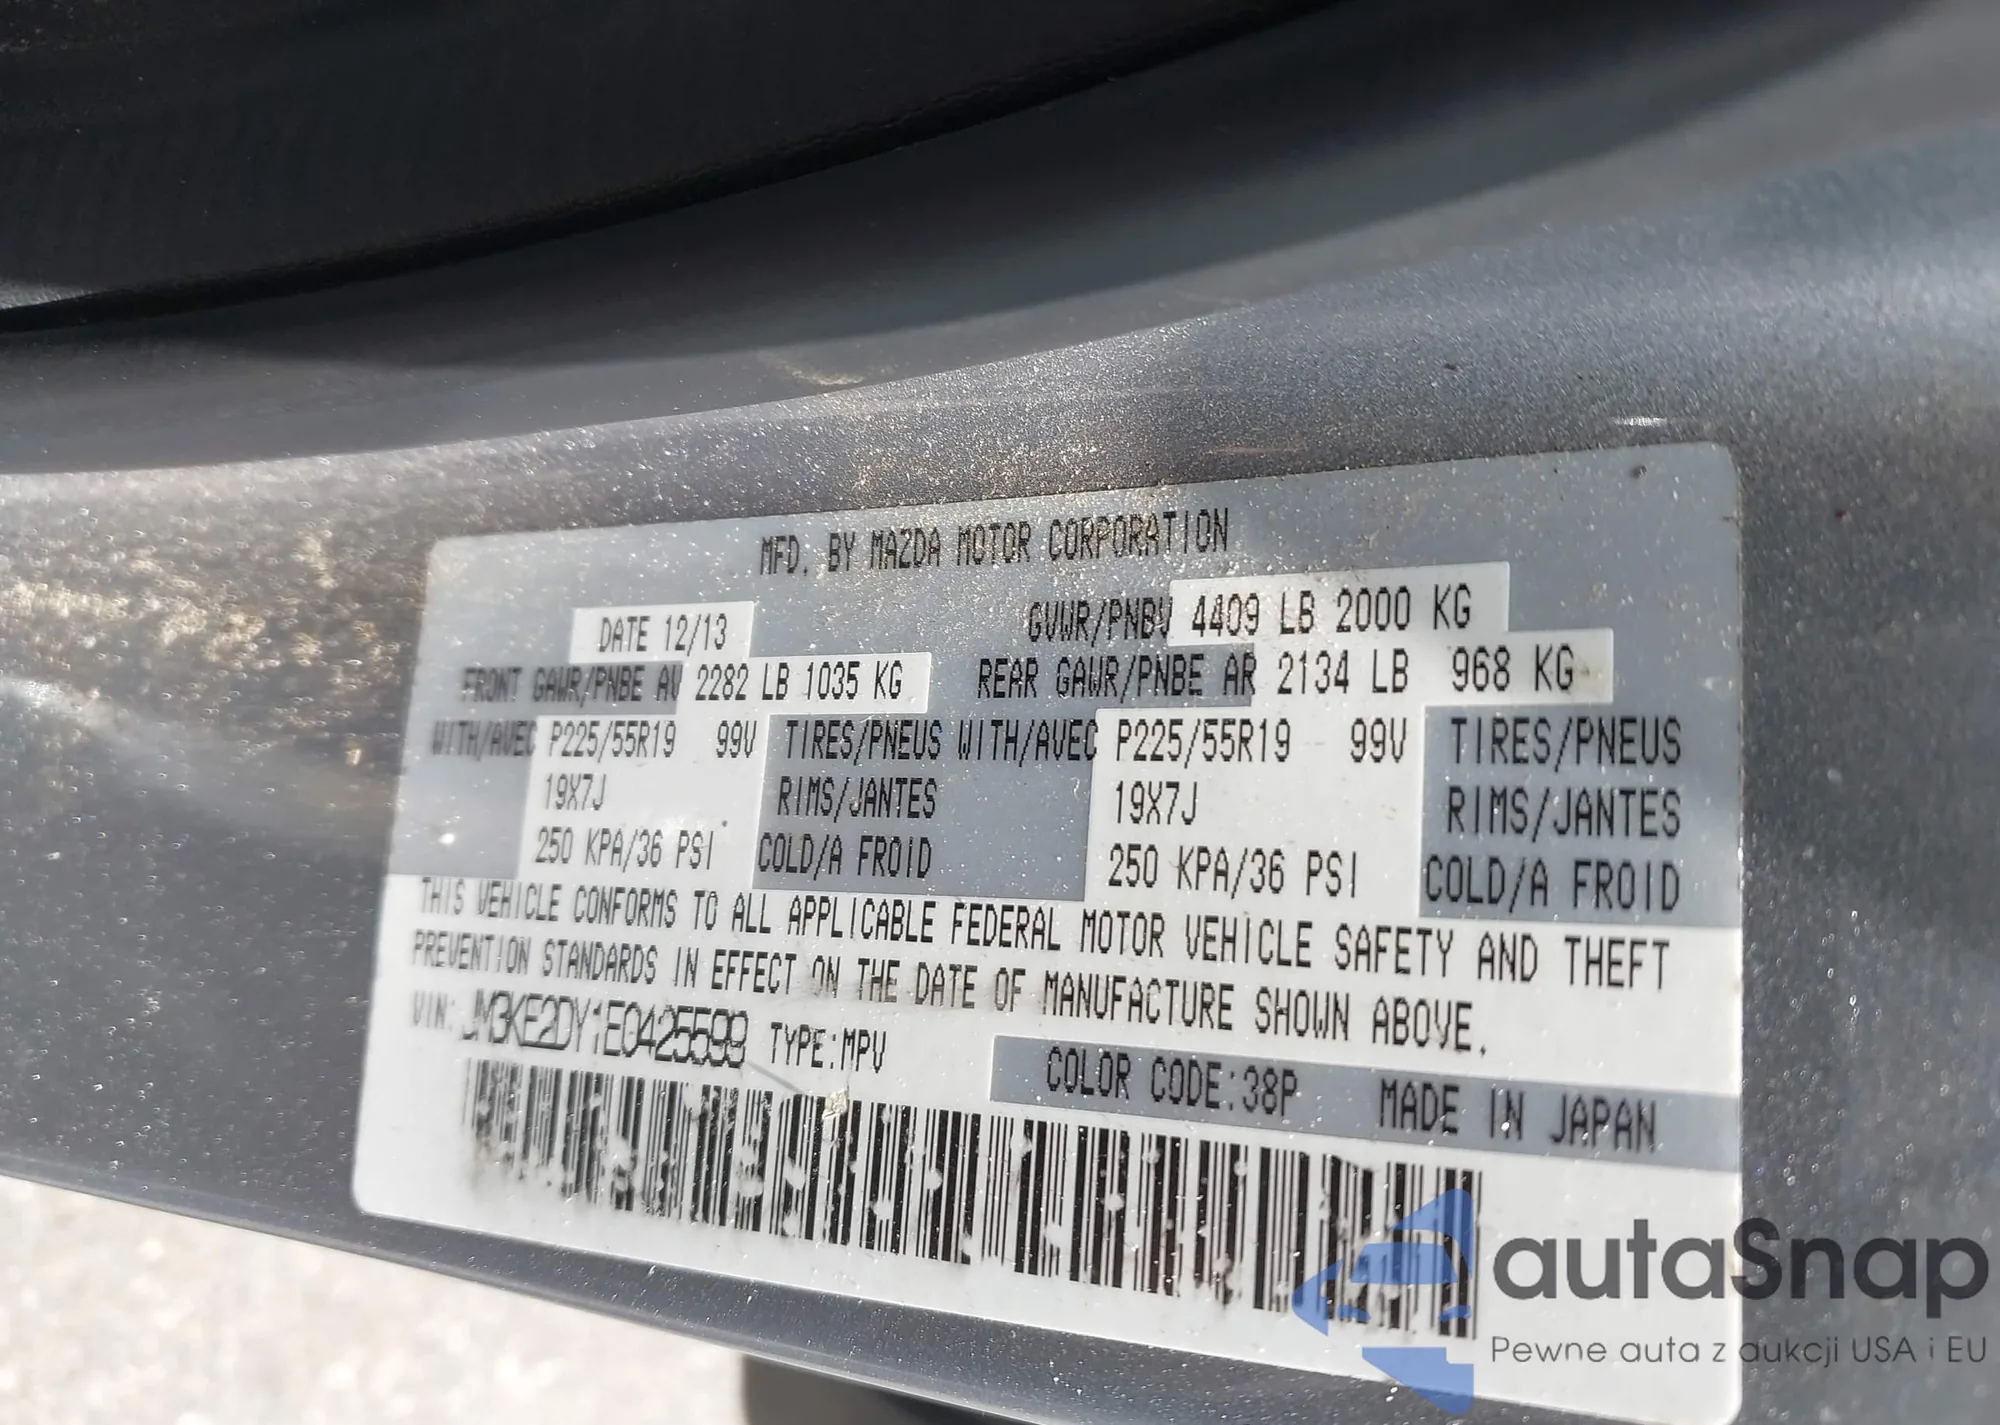 MFD. BY MAZDA MOTOR CORPORATION
DATE 12/13 GVWR/PNBV 4409 LB 2000 KG
FRONT GAWR/PNBE AV 2282 LB 1035 KG REAR GAWR/PNBE AR 2134 LB 968 KG
WITH/AVEC P225/55R19 99V TIRES/PNEUS WITH/AVEC P225/55R19 99V TIRES/PNEUS
19X7J RIMS/JANTES 19X7J RIMS/JANTES
250 KPA/36 PSI COLD/A FROID 250 KPA/36 PSI COLD/A FROID
THIS VEHICLE CONFORMS TO ALL APPLICABLE FEDERAL MOTOR VEHICLE SAFETY AND THEFT
PREVENTION STANDARDS IN EFFECT ON THE DATE OF MANUFACTURE SHOWN ABOVE.
VIN: JM3KE2DY1E0425599 TYPE:MPV
COLOR CODE:38P MADE IN JAPAN
autaSnap
Pewne auta z aukcji USA i EU